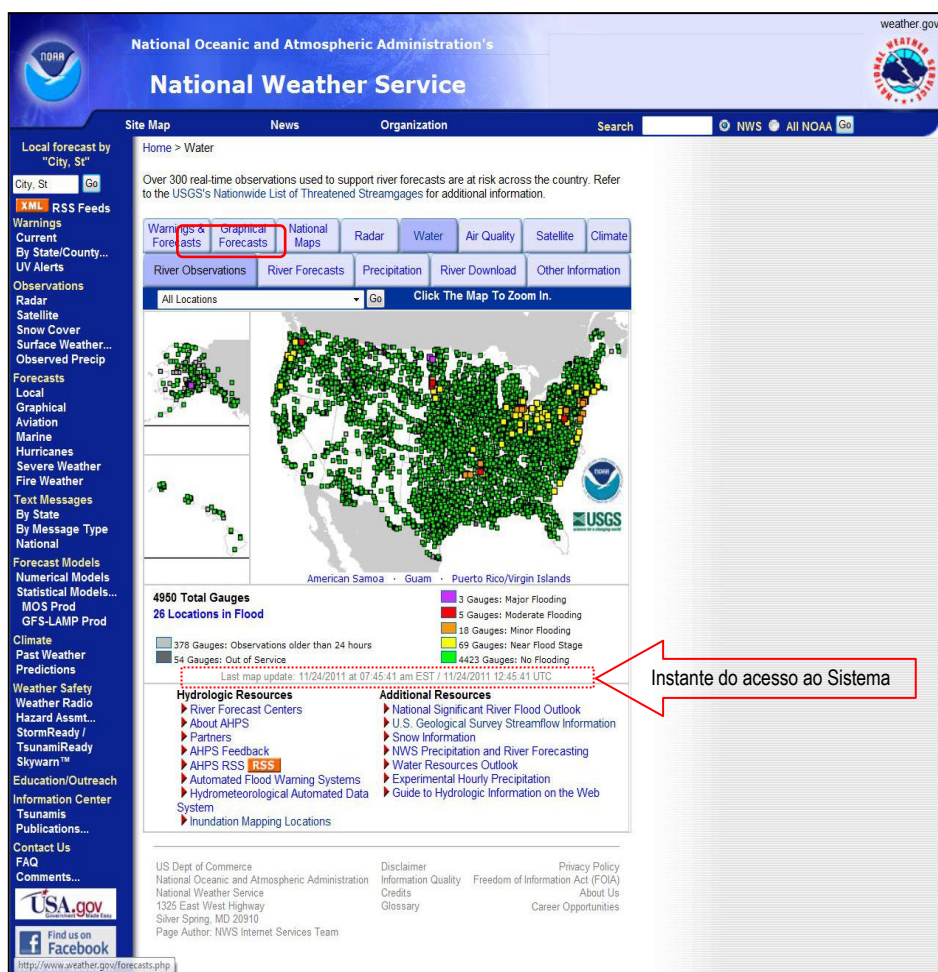 weather.gov
National Oceanic and Atmospheric Administration's
National Weather Service
NOAA
NATIONAL WEATHER SERVICE
Site Map News Organization Search NWS All NOAA Go
Local forecast by
"City, St"
City, St Go
XML RSS Feeds
Warnings
Current
By State/County...
UV Alerts
Observations
Radar
Satellite
Snow Cover
Surface Weather...
Observed Precip
Forecasts
Local
Graphical
Aviation
Marine
Hurricanes
Severe Weather
Fire Weather
Text Messages
By State
By Message Type
National
Forecast Models
Numerical Models
Statistical Models...
MOS Prod
GFS-LAMP Prod
Climate
Past Weather
Predictions
Weather Safety
Weather Radio
Hazard Assmt...
StormReady /
TsunamiReady
Skywarn™
Education/Outreach
Information Center
Tsunamis
Publications...
Contact Us
FAQ
Comments...
USA.gov
Government Made Easy
Find us on
Facebook
http://www.weather.gov/forecasts.php
Home > Water
Over 300 real-time observations used to support river forecasts are at risk across the country. Refer
to the USGS's Nationwide List of Threatened Streamgages for additional information.
Warnings & Graphical National Radar Water Air Quality Satellite Climate
Forecasts Forecasts Maps
River Observations River Forecasts Precipitation River Download Other Information
All Locations Go Click The Map To Zoom In.
NOAA
USGS
American Samoa · Guam · Puerto Rico/Virgin Islands
4950 Total Gauges
26 Locations in Flood
378 Gauges: Observations older than 24 hours
54 Gauges: Out of Service
3 Gauges: Major Flooding
5 Gauges: Moderate Flooding
18 Gauges: Minor Flooding
69 Gauges: Near Flood Stage
4423 Gauges: No Flooding
Last map update: 11/24/2011 at 07:45:41 am EST / 11/24/2011 12:45:41 UTC
Instante do acesso ao Sistema
Hydrologic Resources
River Forecast Centers
About AHPS
Partners
AHPS Feedback
AHPS RSS RSS
Automated Flood Warning Systems
Hydrometeorological Automated Data
System
Inundation Mapping Locations
Additional Resources
National Significant River Flood Outlook
U.S. Geological Survey Streamflow Information
Snow Information
NWS Precipitation and River Forecasting
Water Resources Outlook
Experimental Hourly Precipitation
Guide to Hydrologic Information on the Web
US Dept of Commerce
National Oceanic and Atmospheric Administration
National Weather Service
1325 East West Highway
Silver Spring, MD 20910
Page Author: NWS Internet Services Team
Disclaimer
Information Quality
Credits
Glossary
Privacy Policy
Freedom of Information Act (FOIA)
About Us
Career Opportunities